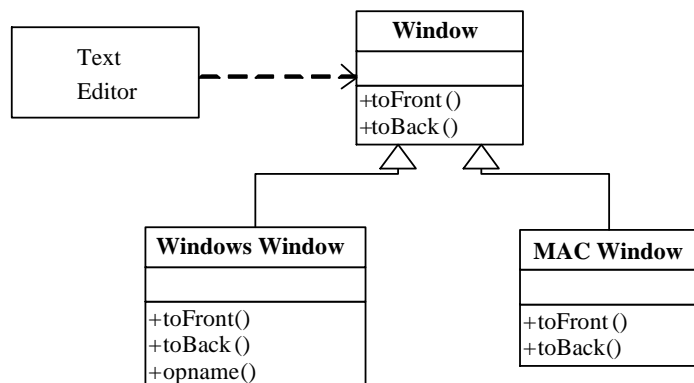 Text
Editor
Window
+toFront()
+toBack()
Windows Window
+toFront()
+toBack()
+opname()
MAC Window
+toFront()
+toBack()